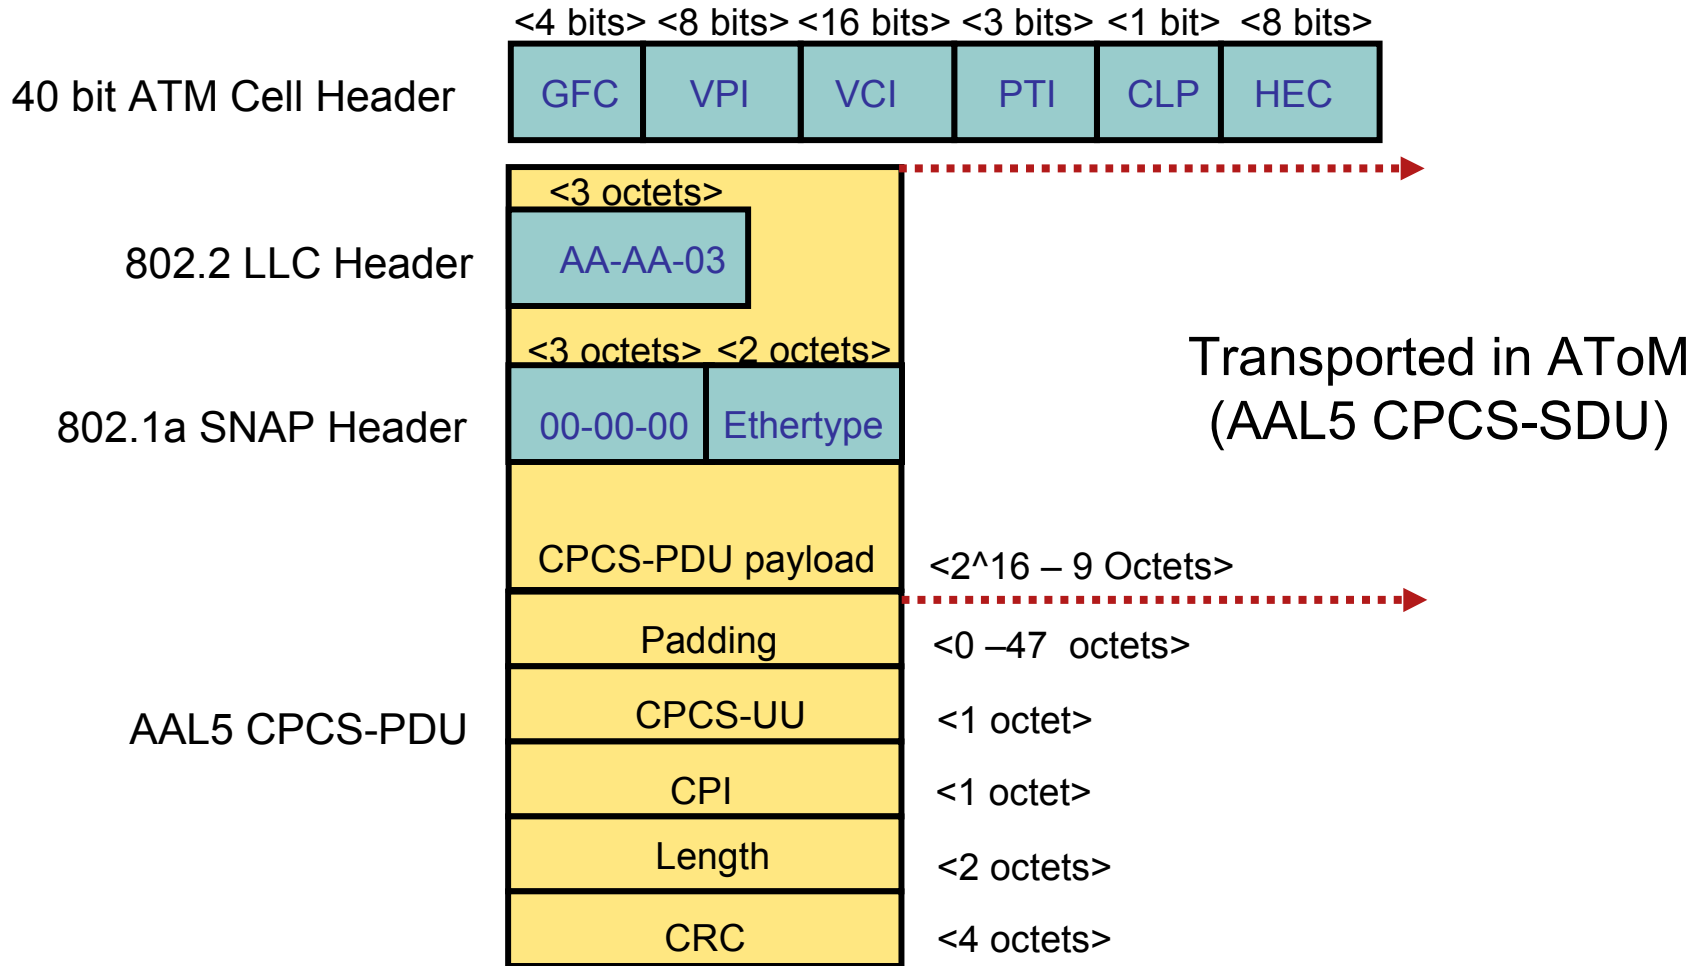 <4 bits> <8 bits> <16 bits> <3 bits> <1 bit> <8 bits>
40 bit ATM Cell Header GFC VPI VCI PTI CLP HEC
<3 octets>
802.2 LLC Header AA-AA-03
<3 octets> <2 octets>
802.1a SNAP Header 00-00-00 Ethertype
Transported in AToM
(AAL5 CPCS-SDU)
CPCS-PDU payload <2^16 – 9 Octets>
Padding <0 –47 octets>
AAL5 CPCS-PDU
CPCS-UU <1 octet>
CPI <1 octet>
Length <2 octets>
CRC <4 octets>